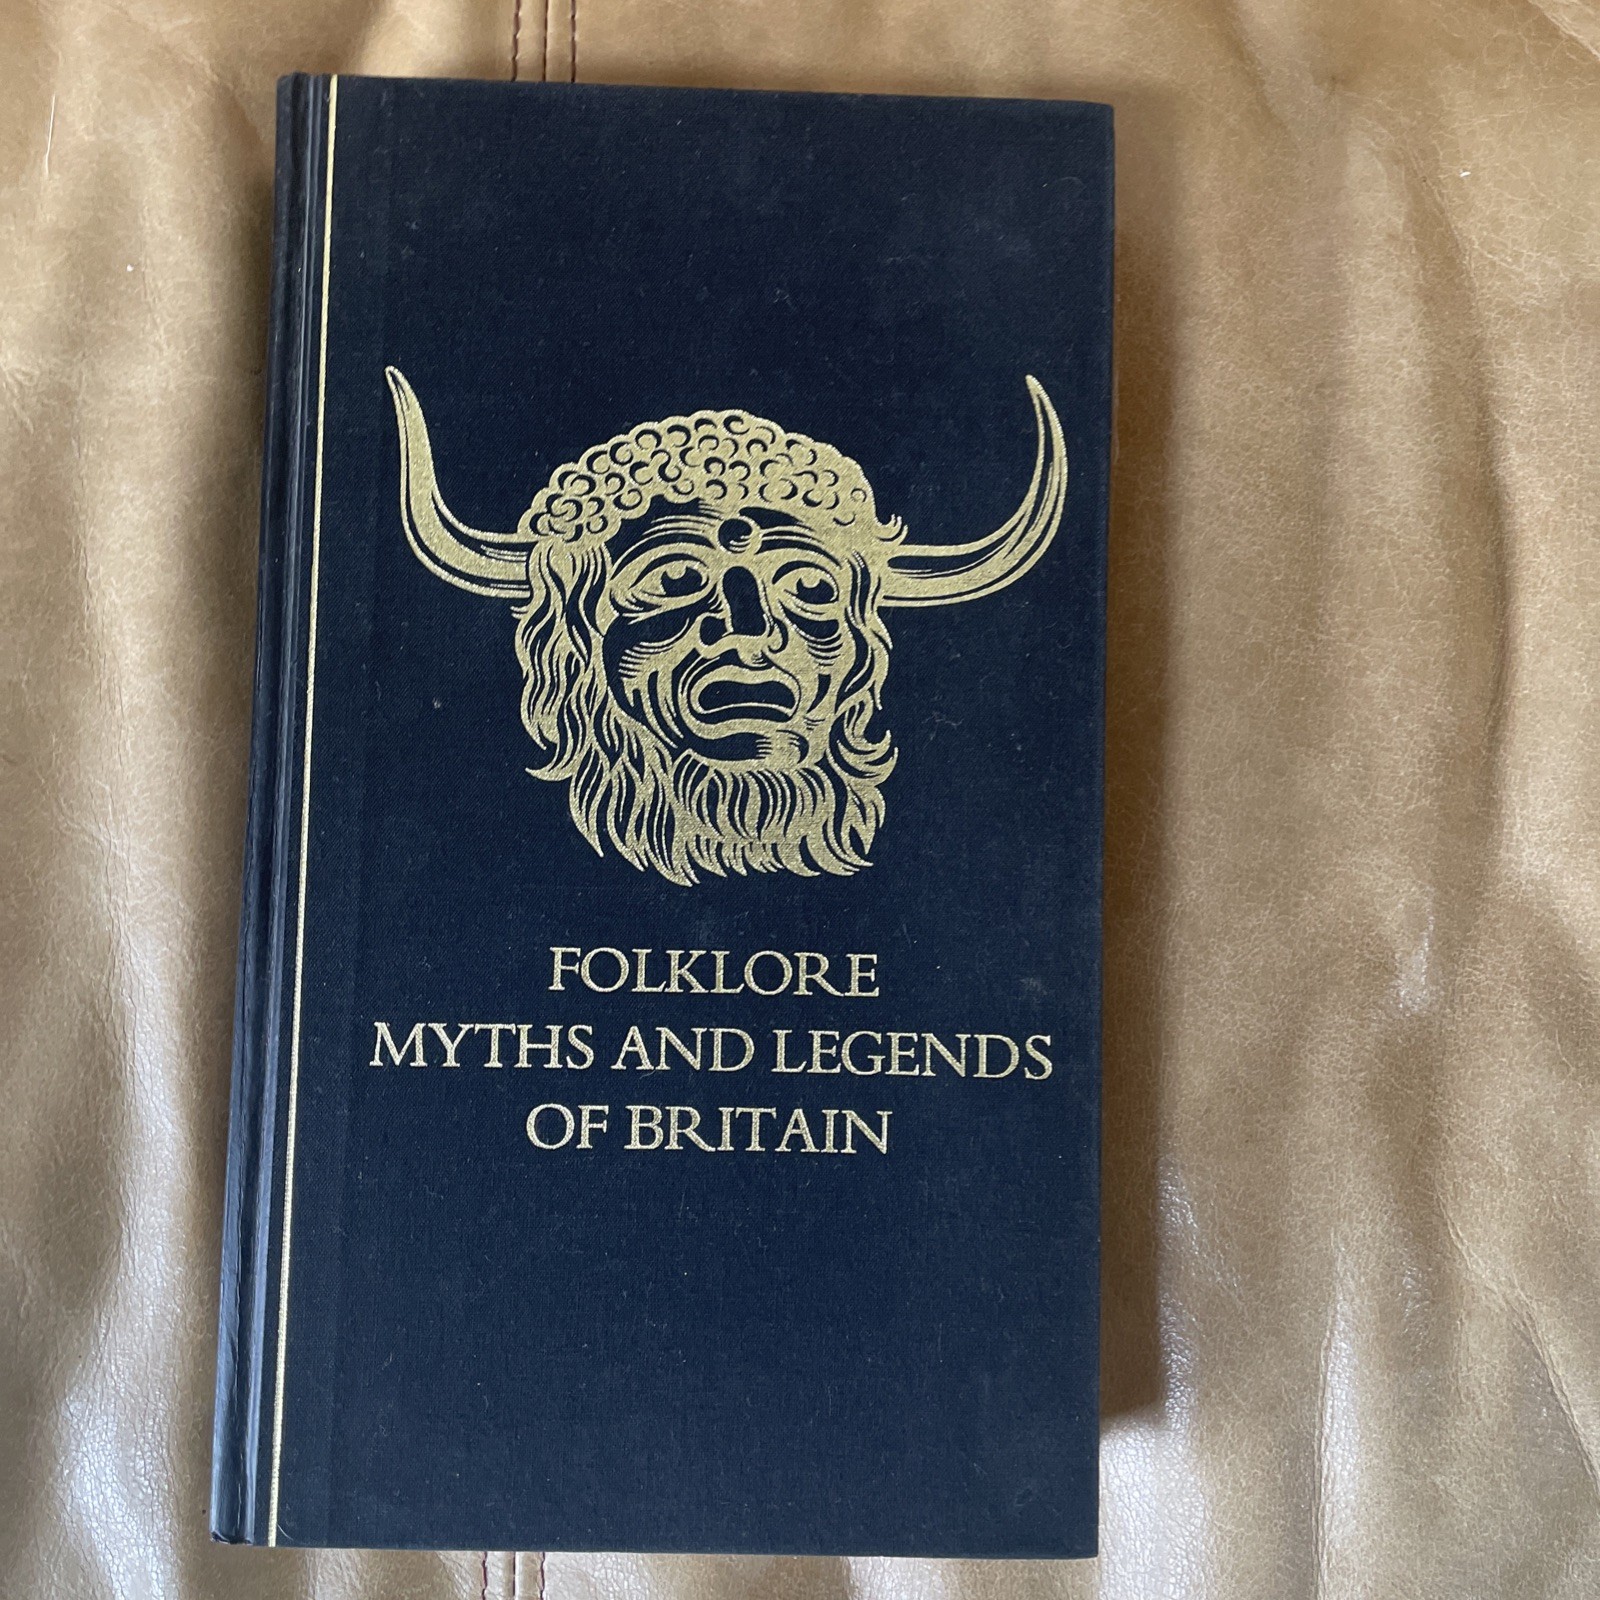 FOLKLORE
MYTHS AND LEGENDS
OF BRITAIN